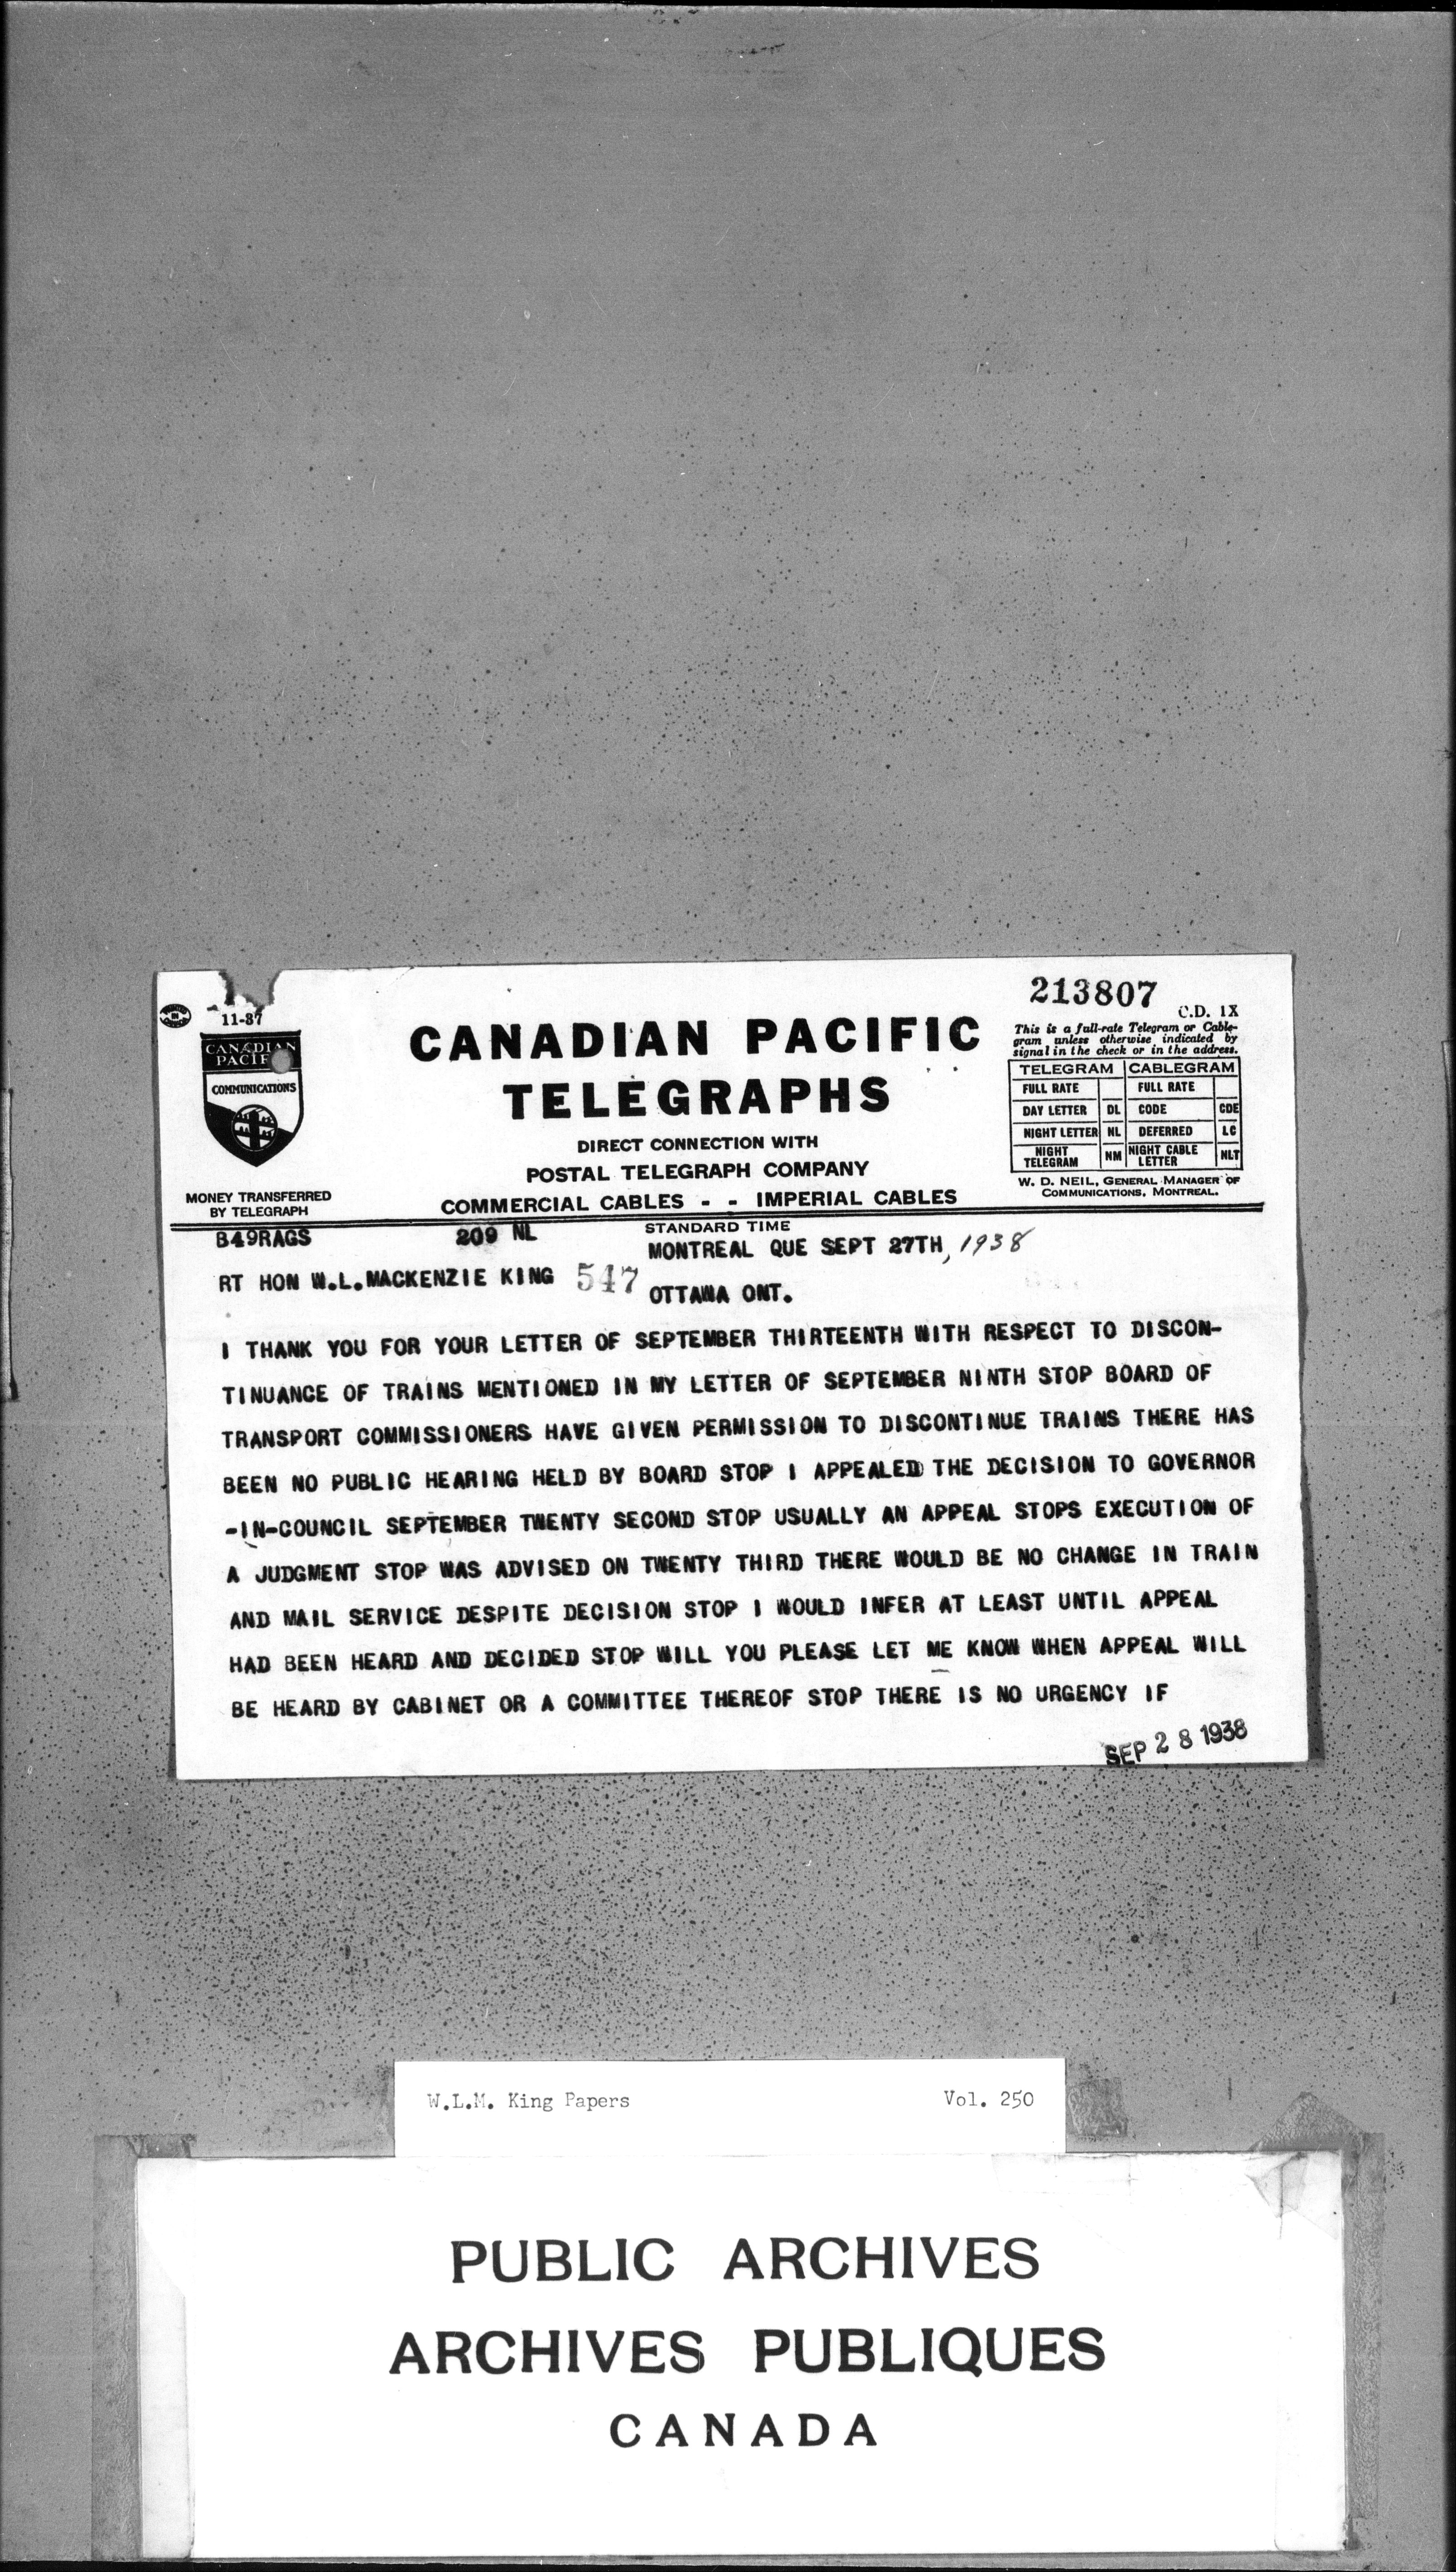 213807
C.D. 1X
11-37
CANADIAN
PACIF
COMMUNICATIONS
MONEY TRANSFERRED
BY TELEGRAPH
CANADIAN PACIFIC
TELEGRAPHS
DIRECT CONNECTION WITH
POSTAL TELEGRAPH COMPANY
COMMERCIAL CABLES - - IMPERIAL CABLES
This is a full-rate Telegram or Cable-
gram unless otherwise indicated by
signal in the check or in the address.
TELEGRAM CABLEGRAM
FULL RATE FULL RATE
DAY LETTER DL CODE CDE
NIGHT LETTER NL DEFERRED LC
NIGHT TELEGRAM NM NIGHT CABLE LETTER NLT
W. D. NEIL, GENERAL MANAGER OF
COMMUNICATIONS, MONTREAL.
STANDARD TIME
B49RAGS 209 NL MONTREAL QUE SEPT 27TH, 1938
RT HON W.L.MACKENZIE KING 547 OTTAWA ONT.
I THANK YOU FOR YOUR LETTER OF SEPTEMBER THIRTEENTH WITH RESPECT TO DISCON-
TINUANCE OF TRAINS MENTIONED IN MY LETTER OF SEPTEMBER NINTH STOP BOARD OF
TRANSPORT COMMISSIONERS HAVE GIVEN PERMISSION TO DISCONTINUE TRAINS THERE HAS
BEEN NO PUBLIC HEARING HELD BY BOARD STOP I APPEALED THE DECISION TO GOVERNOR
-IN-COUNCIL SEPTEMBER TWENTY SECOND STOP USUALLY AN APPEAL STOPS EXECUTION OF
A JUDGMENT STOP WAS ADVISED ON TWENTY THIRD THERE WOULD BE NO CHANGE IN TRAIN
AND MAIL SERVICE DESPITE DECISION STOP I WOULD INFER AT LEAST UNTIL APPEAL
HAD BEEN HEARD AND DECIDED STOP WILL YOU PLEASE LET ME KNOW WHEN APPEAL WILL
BE HEARD BY CABINET OR A COMMITTEE THEREOF STOP THERE IS NO URGENCY IF
SEP 28 1938
W.L.M. King Papers Vol. 250
PUBLIC ARCHIVES
ARCHIVES PUBLIQUES
CANADA